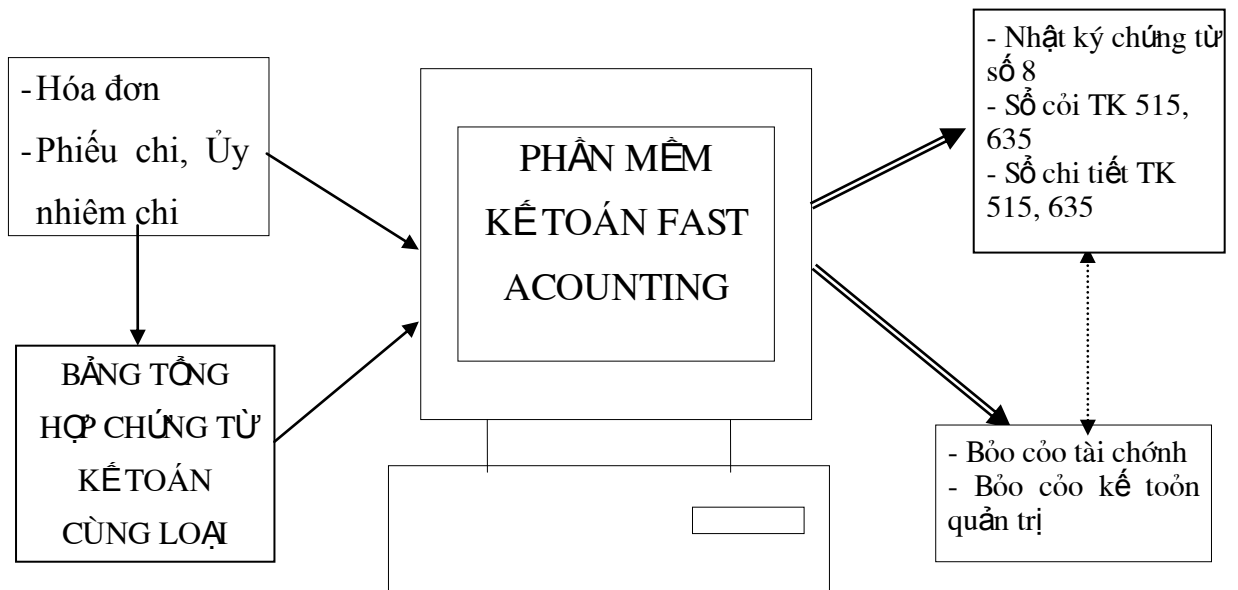 - Hóa đơn
- Phiếu chi, Ủy
nhiêm chi
BẢNG TỔNG
HỢP CHỨNG TỪ
KẾ TOÁN
CÙNG LOẠI
PHẦN MỀM
KẾ TOÁN FAST
ACOUNTING
- Nhật ký chứng từ
số 8
- Sổ cỏi TK 515,
635
- Sổ chi tiết TK
515, 635
- Bỏo cỏo tài chớnh
- Bỏo cỏo kế toỏn
quản trị